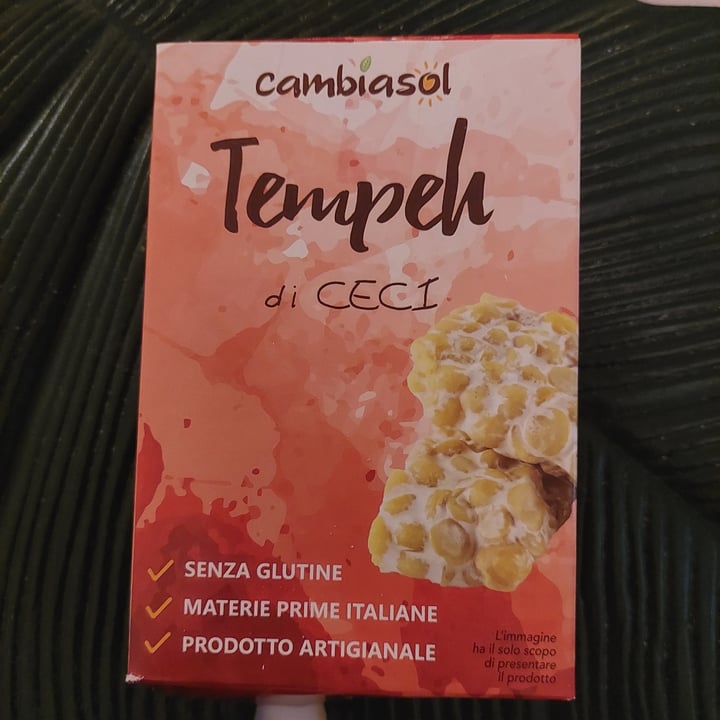 cambiasol
Tempeh
di CECI
SENZA GLUTINE
MATERIE PRIME ITALIANE
PRODOTTO ARTIGIANALE
L'immagine
ha il solo scopo
di presentare
il prodotto